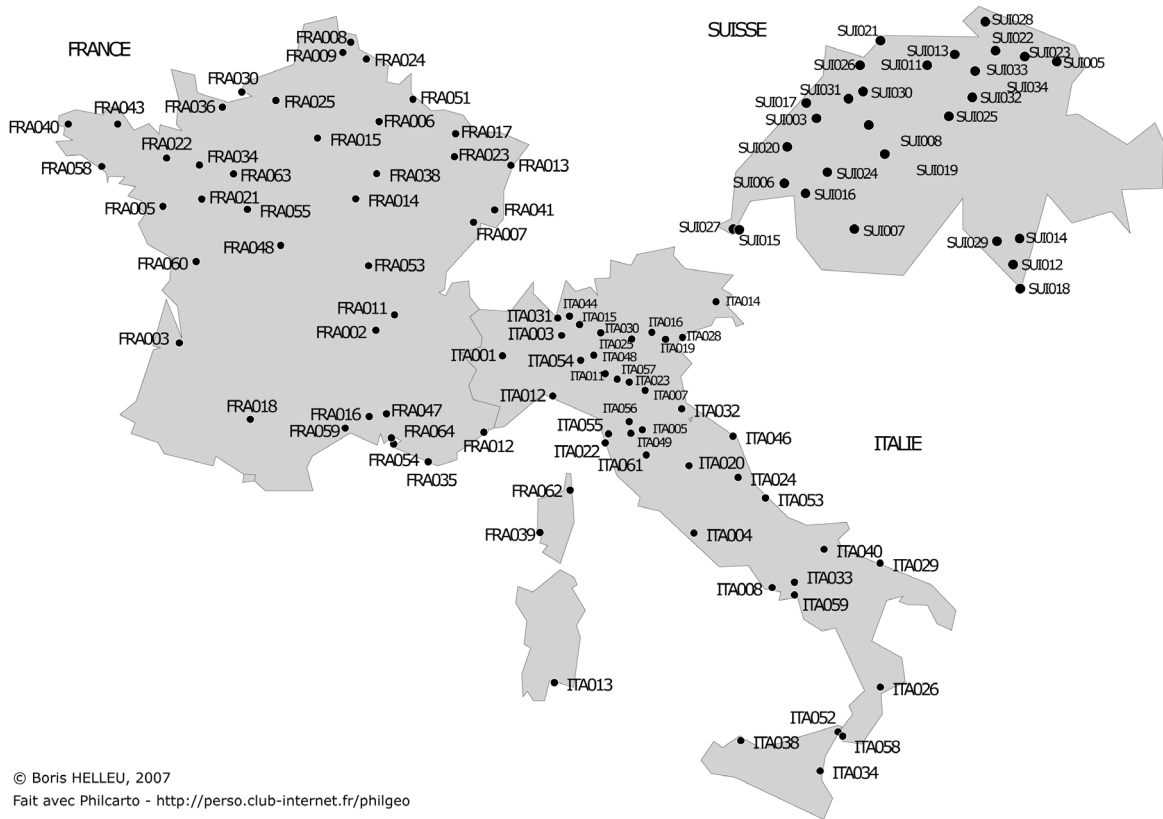 FRANCE
SUISSE
ITALIE
FRA008
FRA009
FRA024
FRA030
FRA025
FRA036
FRA051
FRA043
FRA040
FRA006
FRA015
FRA017
FRA022
FRA034
FRA023
FRA013
FRA058
FRA063
FRA038
FRA021
FRA014
FRA005
FRA055
FRA041
FRA007
FRA048
FRA060
FRA053
FRA011
FRA002
FRA003
FRA018
FRA016
FRA047
FRA059
FRA064
FRA012
FRA054
FRA035
FRA062
FRA039
SUI028
SUI021
SUI022
SUI013
SUI023
SUI005
SUI026
SUI011
SUI033
SUI031
SUI030
SUI034
SUI032
SUI017
SUI003
SUI025
SUI008
SUI020
SUI019
SUI024
SUI006
SUI016
SUI027
SUI015
SUI007
SUI029
SUI014
SUI012
SUI018
ITA044
ITA014
ITA031
ITA015
ITA003
ITA030
ITA016
ITA028
ITA025
ITA019
ITA001
ITA054
ITA048
ITA011
ITA057
ITA023
ITA012
ITA007
ITA032
ITA056
ITA055
ITA005
ITA046
ITA022
ITA049
ITA061
ITA020
ITA024
ITA053
ITA004
ITA040
ITA029
ITA008
ITA033
ITA059
ITA013
ITA026
ITA052
ITA038
ITA058
ITA034
© Boris HELLEU, 2007
Fait avec Philcarto - http://perso.club-internet.fr/philgeo